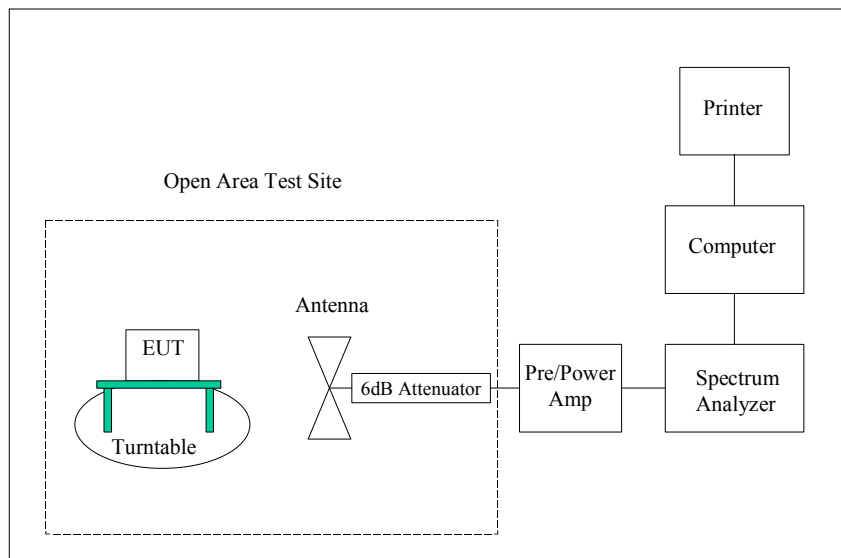 Printer
Open Area Test Site
Computer
Antenna
EUT
6dB Attenuator
Pre/Power
Amp
Spectrum
Analyzer
Turntable